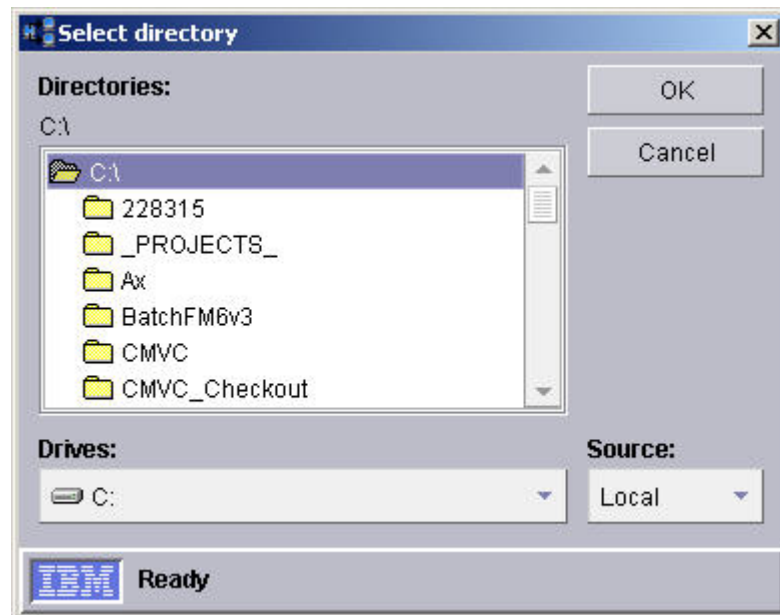 Select directory
Directories:
C:\
C:\
228315
_PROJECTS_
Ax
BatchFM6v3
CMVC
CMVC_Checkout
OK
Cancel
Drives:
C:
Source:
Local
IBM Ready